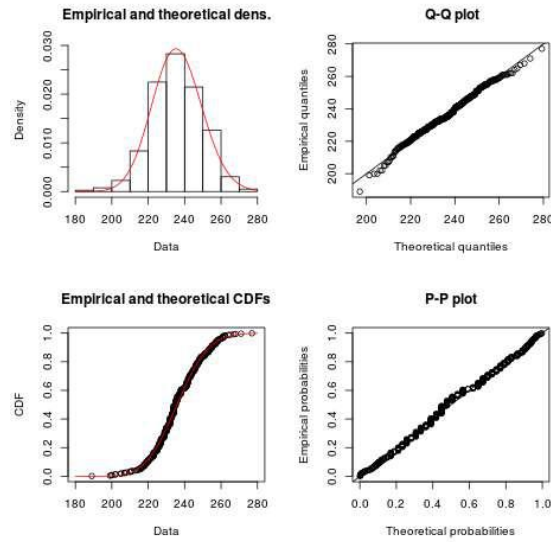 Empirical and theoretical dens.
Density
0.000
0.010
0.020
0.030
180 200 220 240 260 280
Data
Q-Q plot
Empirical quantiles
200
220
240
260
280
200 220 240 260 280
Theoretical quantiles
Empirical and theoretical CDFs
CDF
0.0
0.2
0.4
0.6
0.8
1.0
180 200 220 240 260 280
Data
P-P plot
Empirical probabilities
0.0
0.2
0.4
0.6
0.8
1.0
0.0 0.2 0.4 0.6 0.8 1.0
Theoretical probabilities